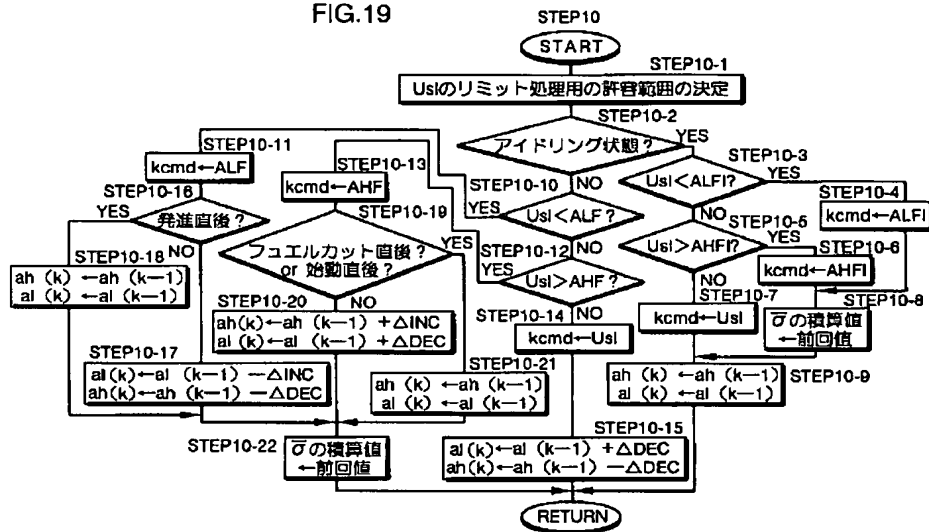 FIG.19
STEP10
START
STEP10-1
Uslのリミット処理用の許容範囲の決定
STEP10-2
アイドリング状態?
YES
NO
STEP10-3
Usl<ALFI?
YES
NO
STEP10-4
kcmd←ALFI
STEP10-5
Usl>AHFI?
YES
NO
STEP10-6
kcmd←AHFI
STEP10-7
kcmd←Usl
STEP10-8
σ̅の積算値
←前回値
STEP10-9
ah (k) ←ah (k−1)
al (k) ←al (k−1)
STEP10-10
Usl<ALF?
YES
NO
STEP10-11
kcmd←ALF
STEP10-12
Usl>AHF?
YES
NO
STEP10-13
kcmd←AHF
STEP10-14
kcmd←Usl
STEP10-15
al(k)←al (k−1) +△DEC
ah(k)←ah (k−1) −△DEC
STEP10-16
発進直後?
YES
NO
STEP10-17
al(k)←al (k−1) −△INC
ah(k)←ah (k−1) −△DEC
STEP10-18
ah (k) ←ah (k−1)
al (k) ←al (k−1)
STEP10-19
フュエルカット直後?
or 始動直後?
YES
NO
STEP10-20
ah(k)←ah (k−1) +△INC
al(k)←al (k−1) +△DEC
STEP10-21
ah (k) ←ah (k−1)
al (k) ←al (k−1)
STEP10-22
σ̅の積算値
←前回値
RETURN